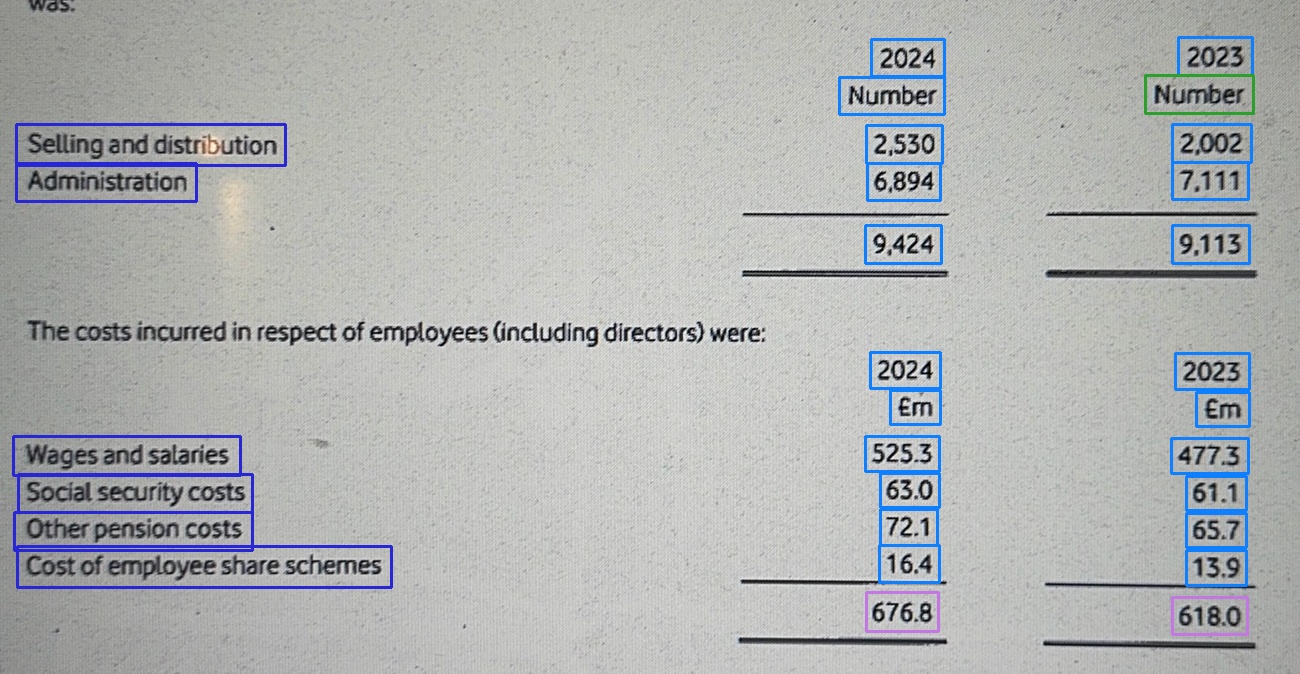 was:
2024 2023
Number Number
Selling and distribution 2,530 2,002
Administration 6,894 7,111
9,424 9,113
The costs incurred in respect of employees (including directors) were:
2024 2023
£m £m
Wages and salaries 525.3 477.3
Social security costs 63.0 61.1
Other pension costs 72.1 65.7
Cost of employee share schemes 16.4 13.9
676.8 618.0